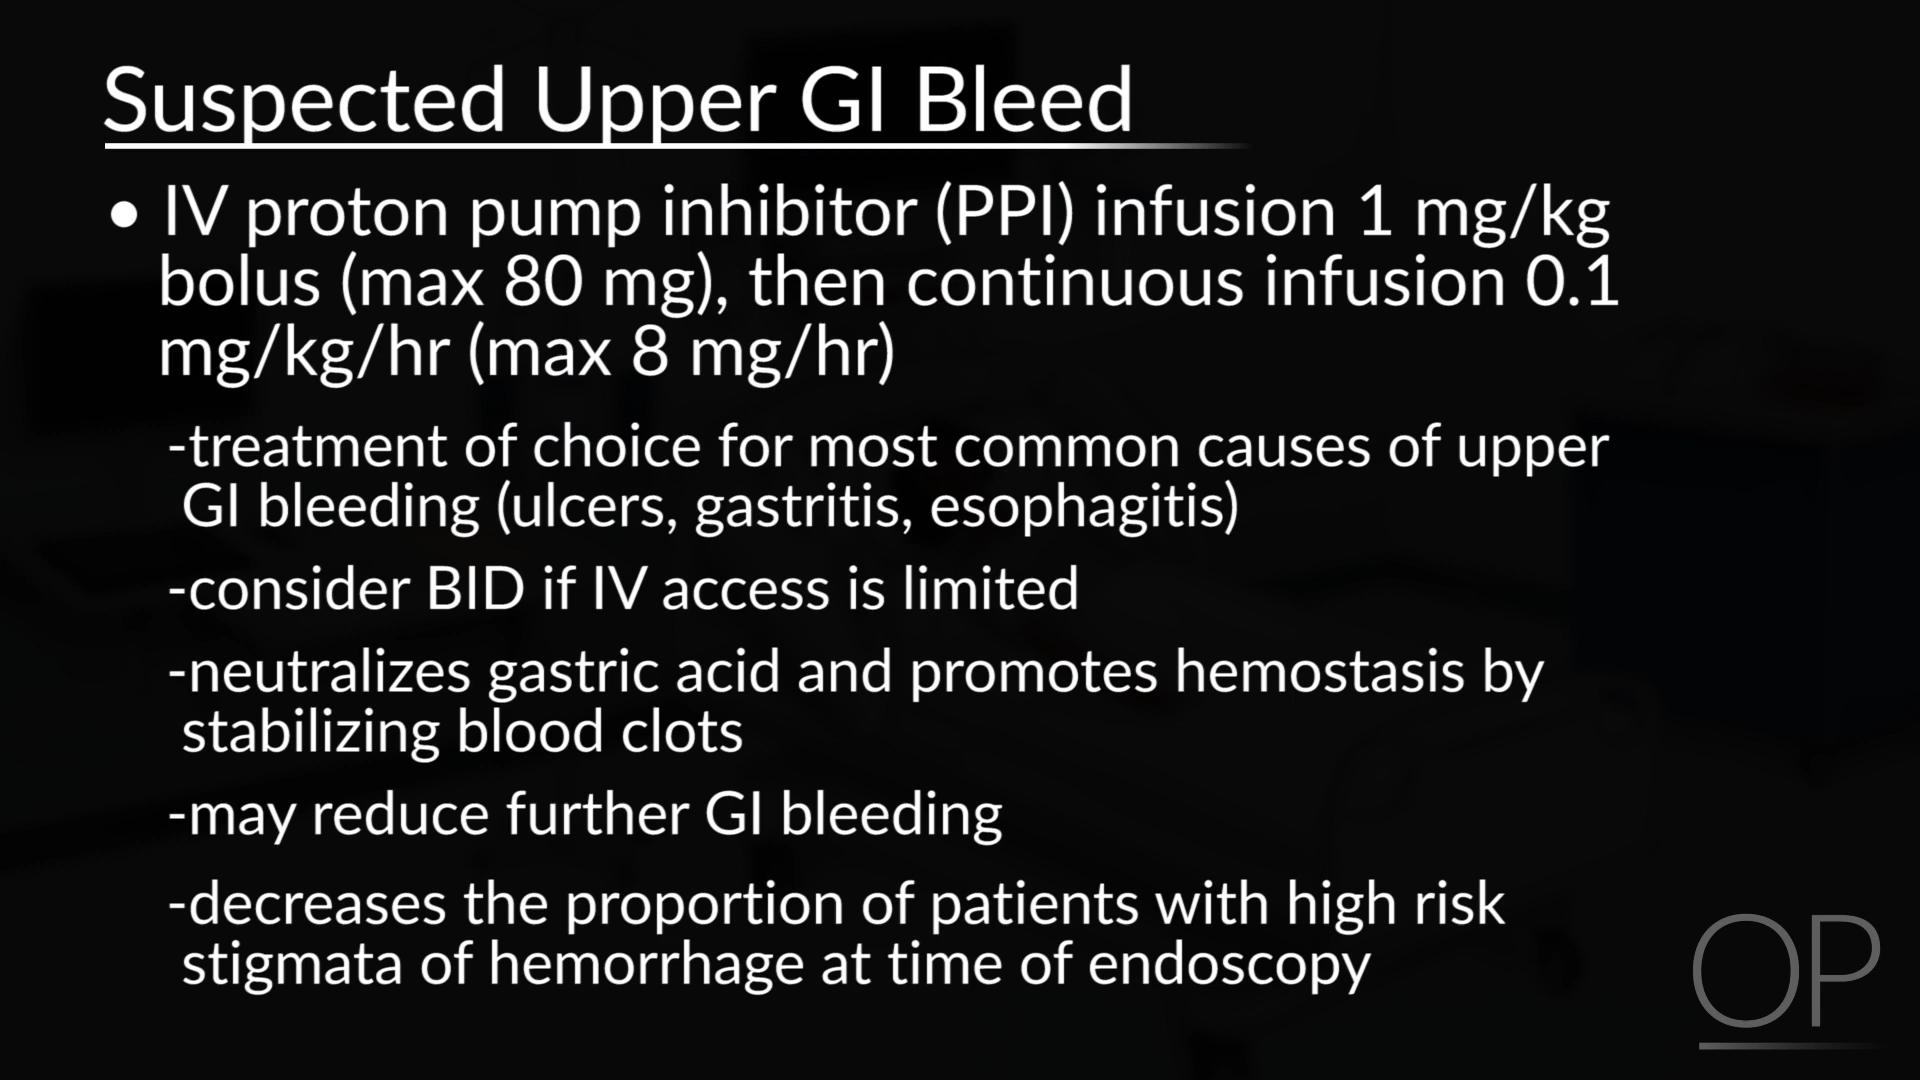 Suspected Upper GI Bleed
• IV proton pump inhibitor (PPI) infusion 1 mg/kg
bolus (max 80 mg), then continuous infusion 0.1
mg/kg/hr (max 8 mg/hr)
-treatment of choice for most common causes of upper
GI bleeding (ulcers, gastritis, esophagitis)
-consider BID if IV access is limited
-neutralizes gastric acid and promotes hemostasis by
stabilizing blood clots
-may reduce further GI bleeding
-decreases the proportion of patients with high risk
stigmata of hemorrhage at time of endoscopy
OP